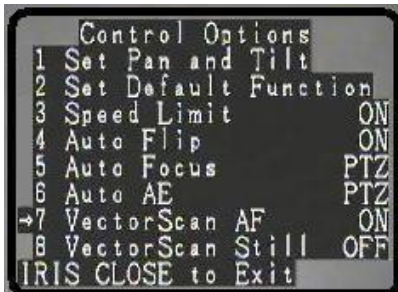 Control Options
1 Set Pan and Tilt
2 Set Default Function
3 Speed Limit ON
4 Auto Flip ON
5 Auto Focus PTZ
6 Auto AE PTZ
⇒7 VectorScan AF ON
8 VectorScan Still OFF
IRIS CLOSE to Exit